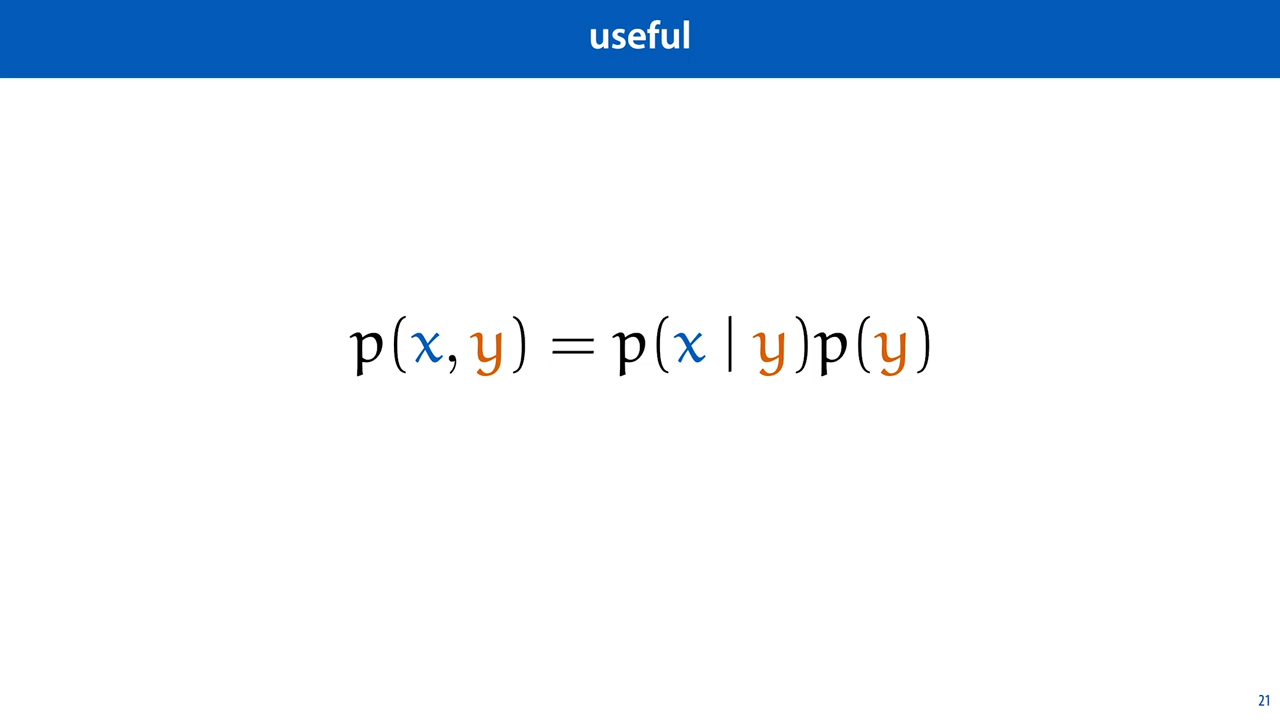 useful
p(x, y) = p(x | y)p(y)
21